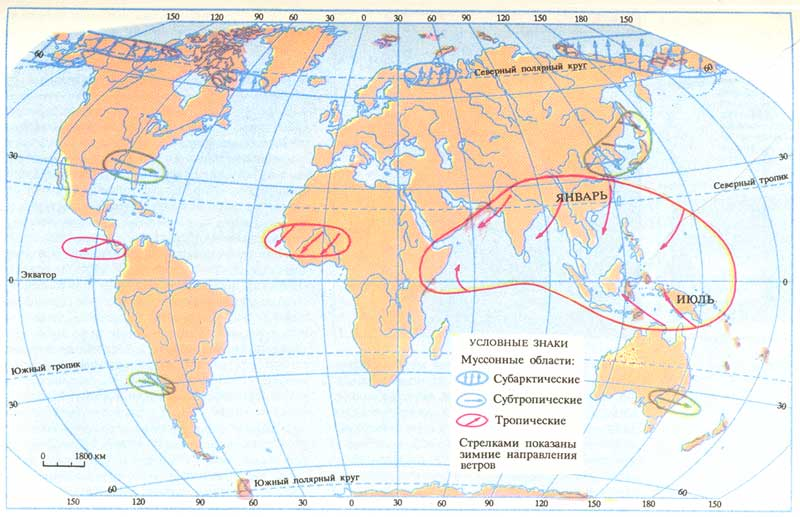 150 120 90 60 30 0 30 60 90 120 150
60
60
Северный полярный круг
30
30
Северный тропик
ЯНВАРЬ
0
Экватор
0
ИЮЛЬ
Южный тропик
30
30
УСЛОВНЫЕ ЗНАКИ
Муссонные области:
Субарктические
Субтропические
Тропические
Стрелками показаны
зимние направления
ветров
0 1800 км
Южный полярный круг
60
60
150 120 90 60 30 0 30 60 90 120 150 180 150